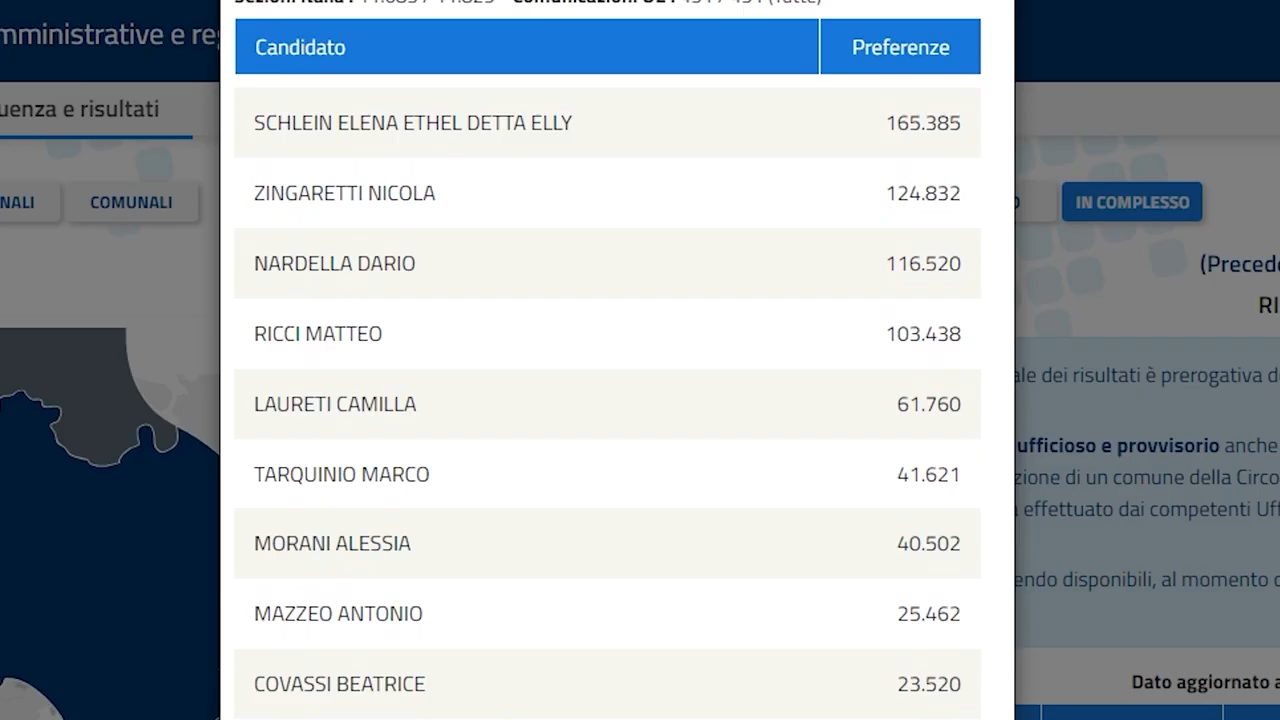 mministrative e re
Candidato Preferenze
uenza e risultati
SCHLEIN ELENA ETHEL DETTA ELLY 165.385
NALI COMUNALI
ZINGARETTI NICOLA 124.832
IN COMPLESSO
NARDELLA DARIO 116.520
(Preced
RI
RICCI MATTEO 103.438
ale dei risultati è prerogativa d
LAURETI CAMILLA 61.760
ufficioso e provvisorio anche
TARQUINIO MARCO 41.621
zione di un comune della Circo
effettuato dai competenti Uf
MORANI ALESSIA 40.502
endo disponibili, al momento
MAZZEO ANTONIO 25.462
COVASSI BEATRICE 23.520
Dato aggiornato a